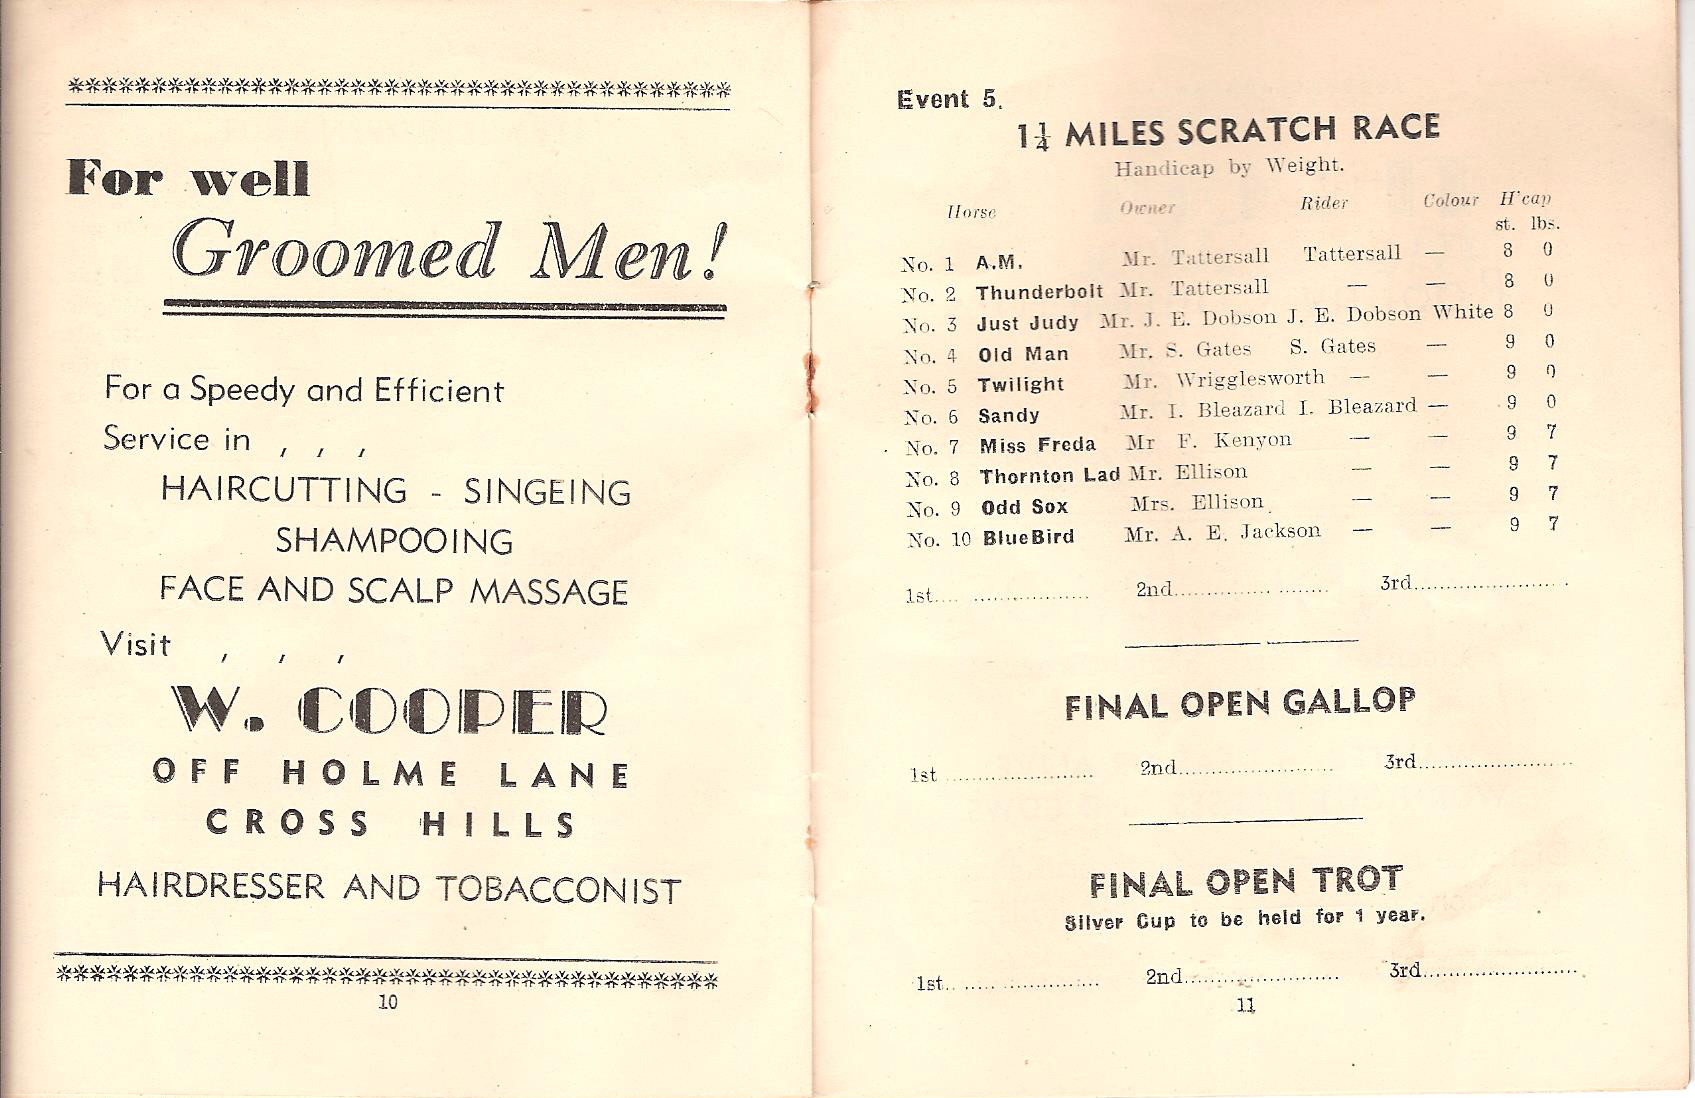 For well
Groomed Men!
For a Speedy and Efficient
Service in , , ,
HAIRCUTTING - SINGEING
SHAMPOOING
FACE AND SCALP MASSAGE
Visit , , ,
W. COOPER
OFF HOLME LANE
CROSS HILLS
HAIRDRESSER AND TOBACCONIST
10
Event 5.
1¼ MILES SCRATCH RACE
Handicap by Weight.
Horse Owner Rider Colour H'cap
st. lbs.
No. 1 A.M. Mr. Tattersall Tattersall — 8 0
No. 2 Thunderbolt Mr. Tattersall — — 8 0
No. 3 Just Judy Mr. J. E. Dobson J. E. Dobson White 8 0
No. 4 Old Man Mr. S. Gates S. Gates — 9 0
No. 5 Twilight Mr. Wrigglesworth — — 9 0
No. 6 Sandy Mr. I. Bleazard I. Bleazard — 9 0
No. 7 Miss Freda Mr F. Kenyon — — 9 7
No. 8 Thornton Lad Mr. Ellison — — 9 7
No. 9 Odd Sox Mrs. Ellison — — 9 7
No. 10 BlueBird Mr. A. E. Jackson — — 9 7
1st.................... 2nd.................... 3rd....................
FINAL OPEN GALLOP
1st.................... 2nd.................... 3rd....................
FINAL OPEN TROT
Silver Cup to be held for 1 year.
1st.................... 2nd.................... 3rd....................
11